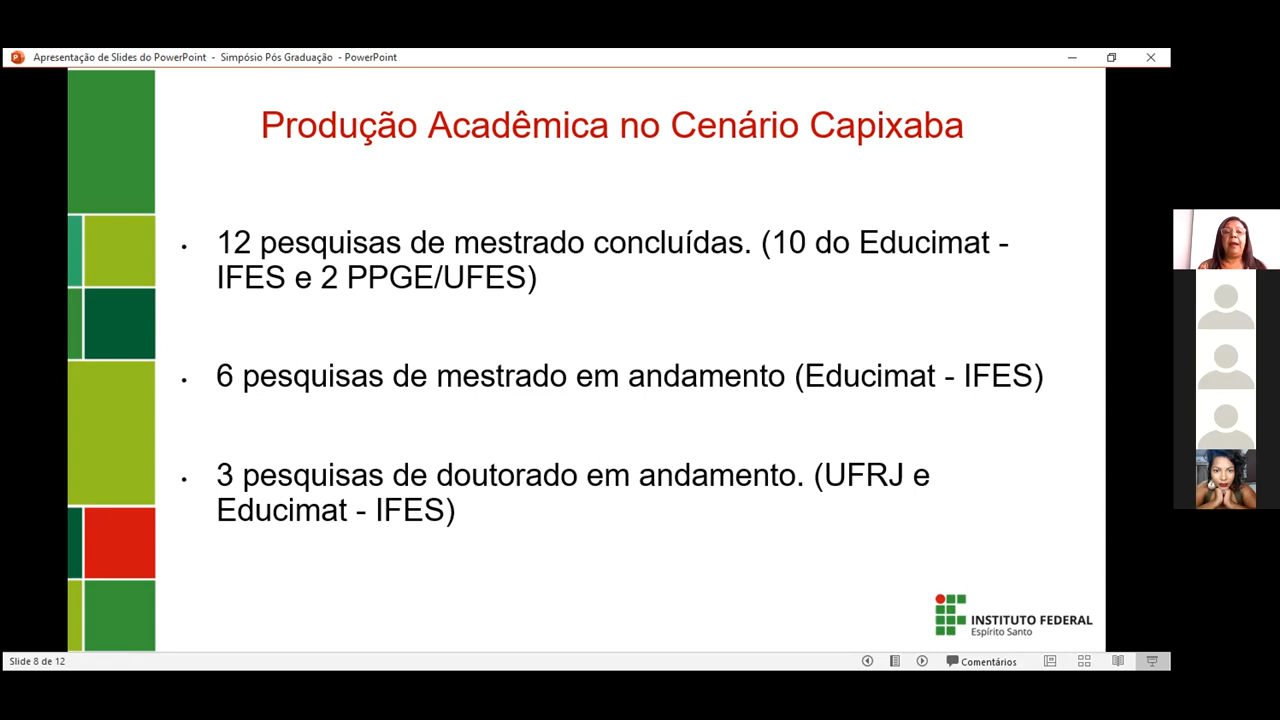 Apresentação de Slides do PowerPoint - Simpósio Pós Graduação - PowerPoint
Produção Acadêmica no Cenário Capixaba
• 12 pesquisas de mestrado concluídas. (10 do Educimat -
IFES e 2 PPGE/UFES)
• 6 pesquisas de mestrado em andamento (Educimat - IFES)
• 3 pesquisas de doutorado em andamento. (UFRJ e
Educimat - IFES)
INSTITUTO FEDERAL
Espírito Santo
Slide 8 de 12
Comentários